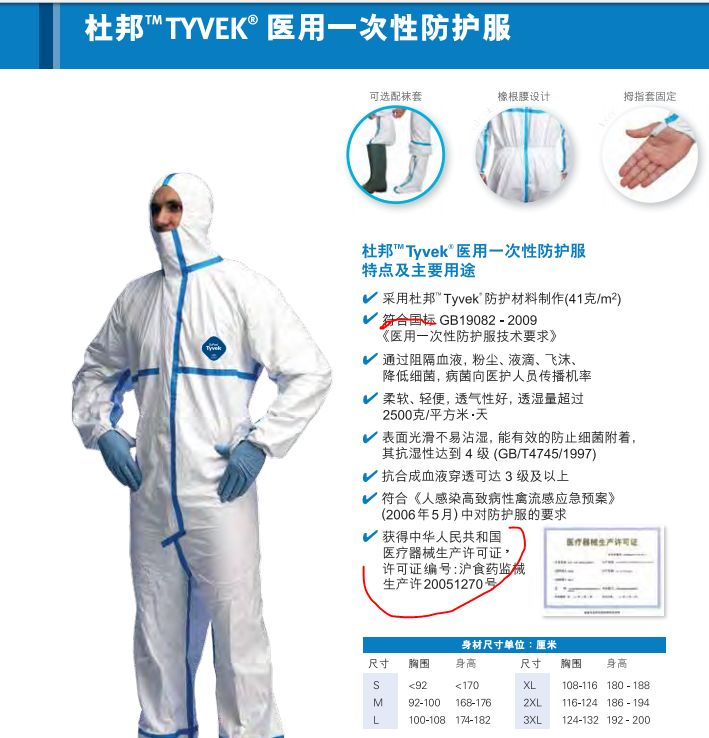 杜邦™ TYVEK® 医用一次性防护服
可选配袜套
橡根腰设计
拇指套固定
杜邦™ Tyvek® 医用一次性防护服
特点及主要用途
采用杜邦™ Tyvek® 防护材料制作(41克/m²)
符合国标 GB19082 - 2009
《医用一次性防护服技术要求》
通过阻隔血液, 粉尘、液滴、飞沫、
降低细菌, 病菌向医护人员传播机率
柔软、轻便, 透气性好, 透湿量超过
2500克/平方米·天
表面光滑不易沾湿, 能有效的防止细菌附着,
其抗湿性达到 4 级 (GB/T4745/1997)
抗合成血液穿透可达 3 级及以上
符合《人感染高致病性禽流感应急预案》
(2006年5月) 中对防护服的要求
获得中华人民共和国
医疗器械生产许可证,
许可证编号:沪食药监械
生产许20051270号
医疗器械生产许可证
Tyvek
身材尺寸单位：厘米
尺寸 胸围 身高 尺寸 胸围 身高
S <92 <170 XL 108-116 180 - 188
M 92-100 168-176 2XL 116-124 186 - 194
L 100-108 174-182 3XL 124-132 192 - 200